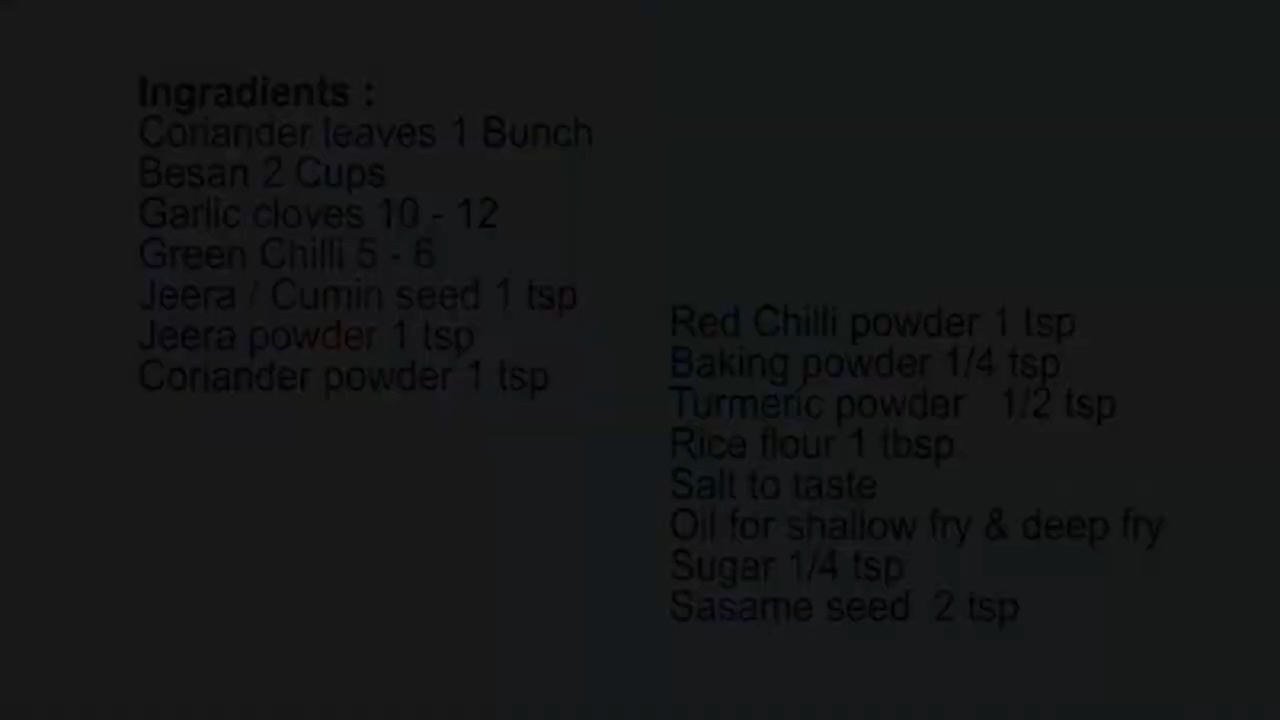 Ingradients :
Coriander leaves 1 Bunch
Besan 2 Cups
Garlic cloves 10 - 12
Green Chilli 5 - 6
Jeera / Cumin seed 1 tsp
Jeera powder 1 tsp
Coriander powder 1 tsp
Red Chilli powder 1 tsp
Baking powder 1/4 tsp
Turmeric powder 1/2 tsp
Rice flour 1 tbsp
Salt to taste
Oil for shallow fry & deep fry
Sugar 1/4 tsp
Sasame seed 2 tsp